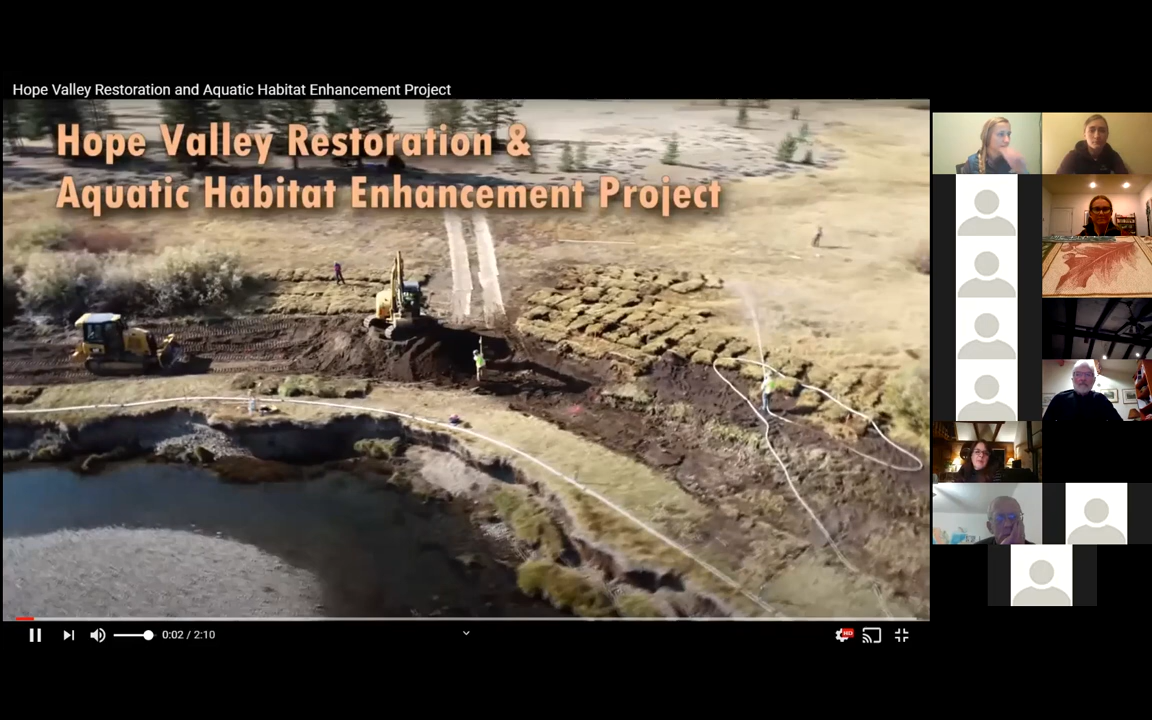 Hope Valley Restoration and Aquatic Habitat Enhancement Project
Hope Valley Restoration &
Aquatic Habitat Enhancement Project
0:02 / 2:10
HD